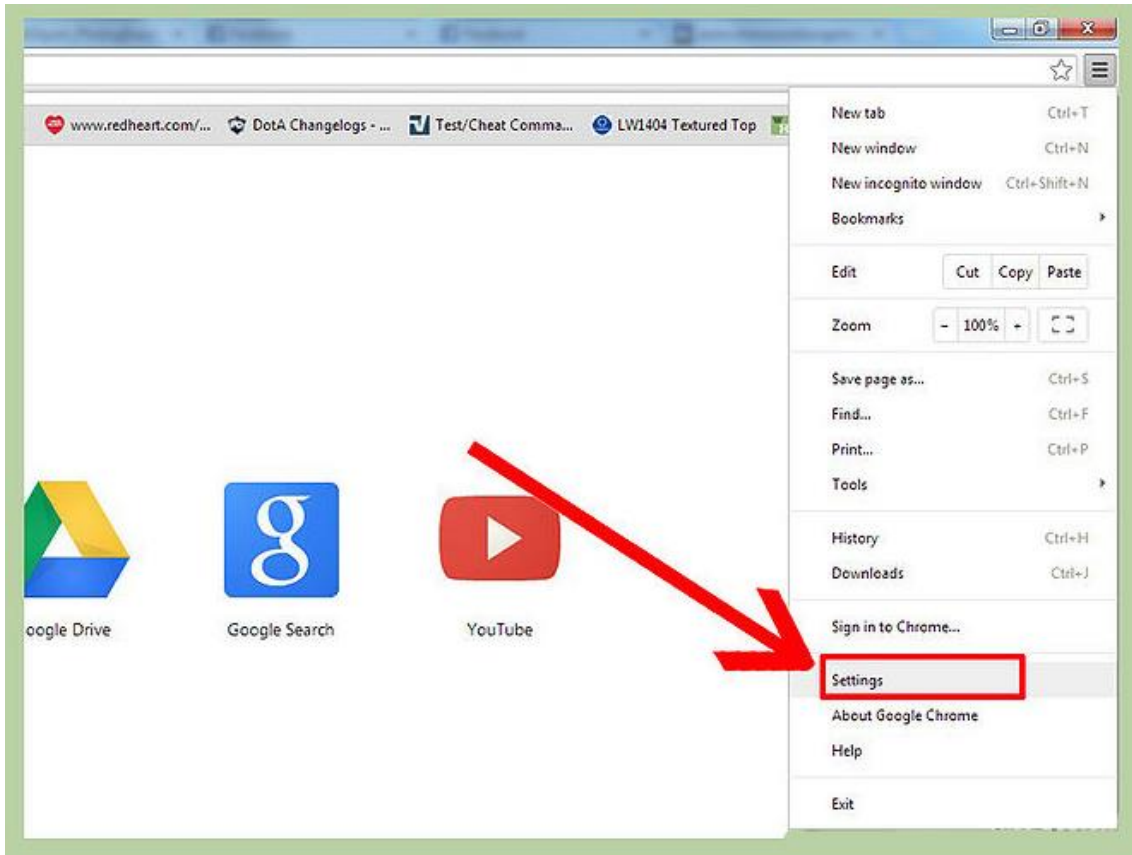 www.redheart.com/... DotA Changelogs - ... Test/Cheat Comma... LW1404 Textured Top
New tab Ctrl+T
New window Ctrl+N
New incognito window Ctrl+Shift+N
Bookmarks
Edit Cut Copy Paste
Zoom - 100% +
Save page as... Ctrl+S
Find... Ctrl+F
Print... Ctrl+P
Tools
History Ctrl+H
Downloads Ctrl+J
Sign in to Chrome...
Settings
About Google Chrome
Help
Exit
g
oogle Drive Google Search YouTube